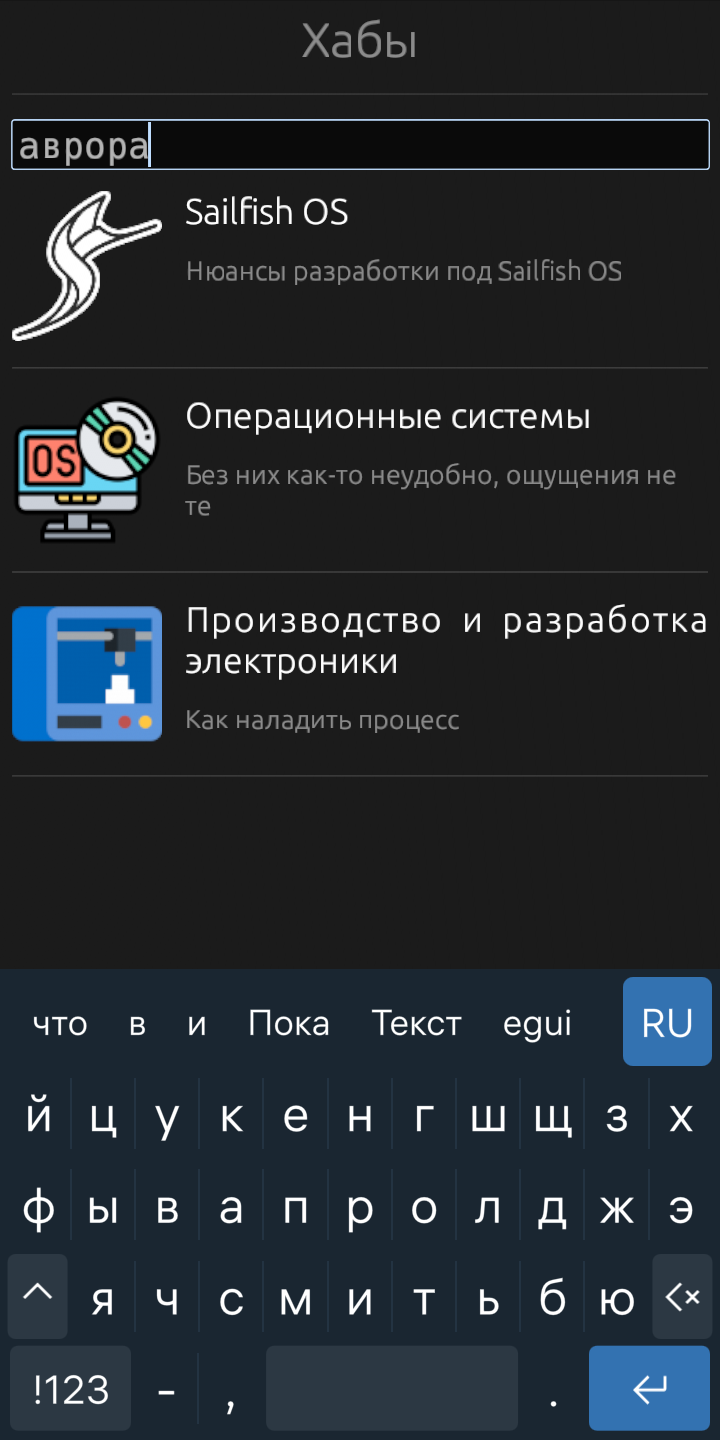 Хабы
аврора
Sailfish OS
Нюансы разработки под Sailfish OS
OS
Операционные системы
Без них как-то неудобно, ощущения не
те
Производство и разработка
электроники
Как наладить процесс
что в и Пока Текст egui RU
й ц у к е н г ш щ з х
ф ы в а п р о л д ж э
я ч с м и т ь б ю
!123 - , .